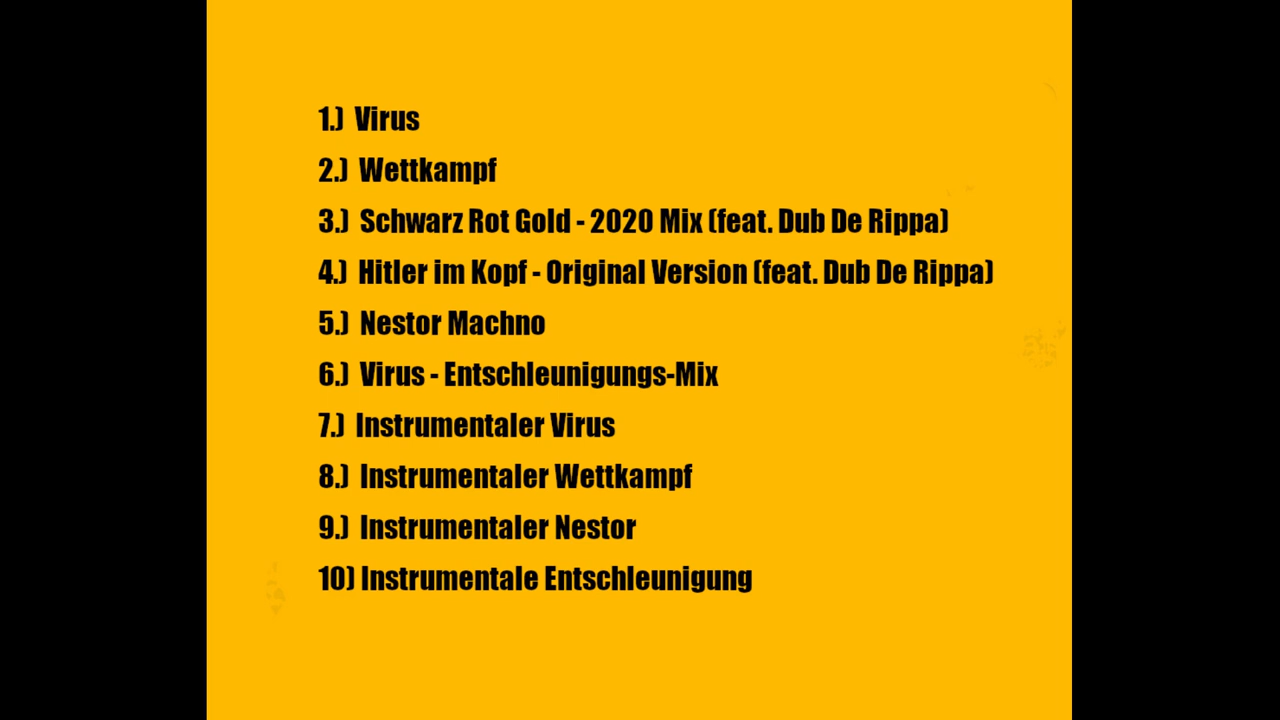 1.) Virus
2.) Wettkampf
3.) Schwarz Rot Gold - 2020 Mix (feat. Dub De Rippa)
4.) Hitler im Kopf - Original Version (feat. Dub De Rippa)
5.) Nestor Machno
6.) Virus - Entschleunigungs-Mix
7.) Instrumentaler Virus
8.) Instrumentaler Wettkampf
9.) Instrumentaler Nestor
10) Instrumentale Entschleunigung